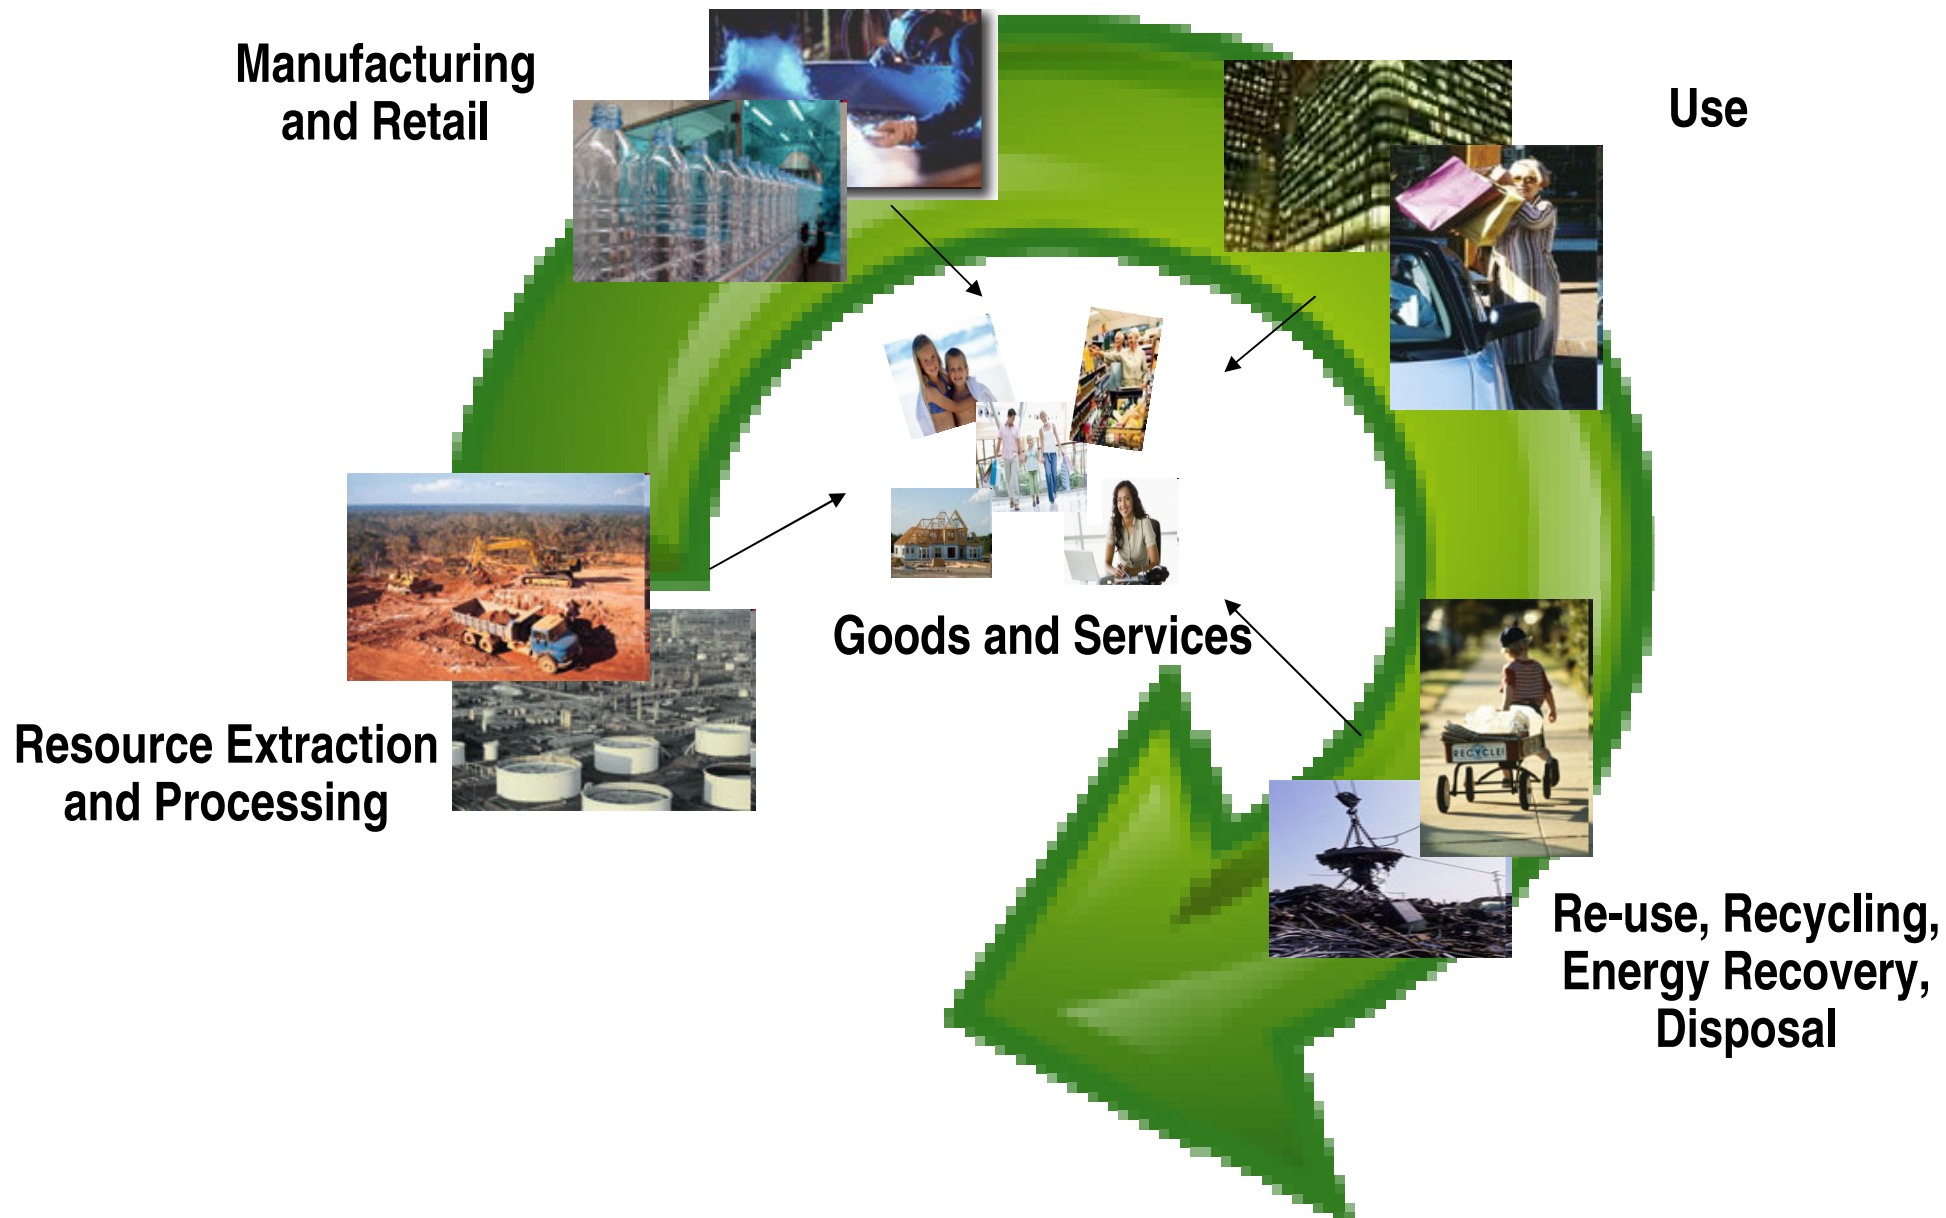 Manufacturing
and Retail
Use
Goods and Services
Resource Extraction
and Processing
RECYCLE
Re-use, Recycling,
Energy Recovery,
Disposal